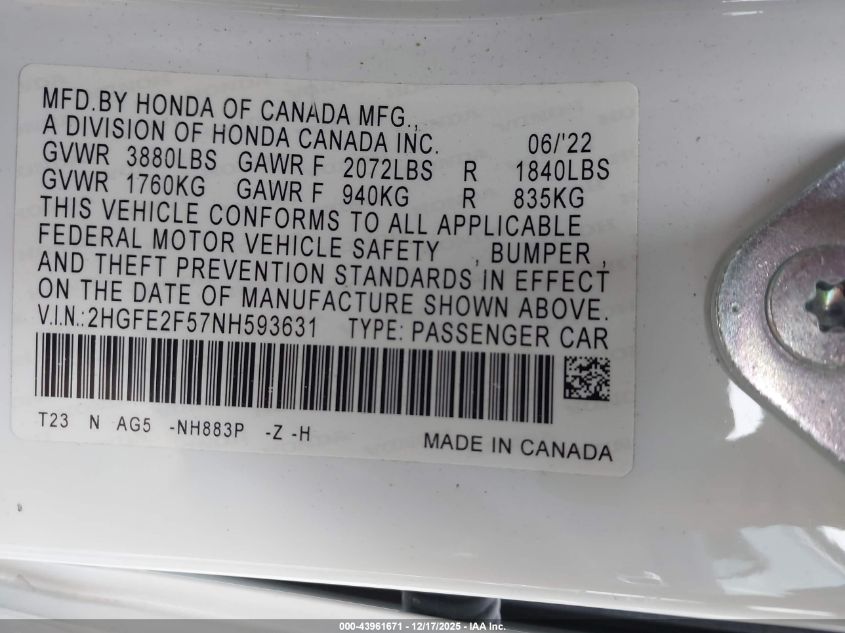 MFD.BY HONDA OF CANADA MFG.,
A DIVISION OF HONDA CANADA INC. 06/'22
GVWR 3880LBS GAWR F 2072LBS R 1840LBS
GVWR 1760KG GAWR F 940KG R 835KG
THIS VEHICLE CONFORMS TO ALL APPLICABLE
FEDERAL MOTOR VEHICLE SAFETY , BUMPER ,
AND THEFT PREVENTION STANDARDS IN EFFECT
ON THE DATE OF MANUFACTURE SHOWN ABOVE.
V.I.N.:2HGFE2F57NH593631 TYPE: PASSENGER CAR
T23 N AG5 -NH883P -Z -H
MADE IN CANADA
000-43961671 - 12/17/2025 - IAA Inc.